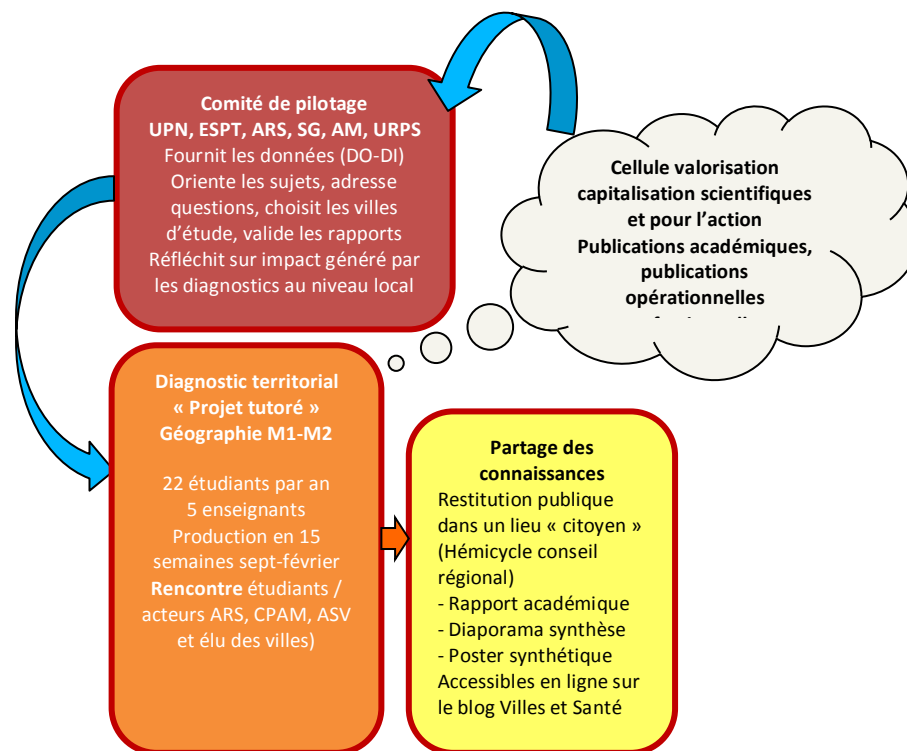 Comité de pilotage
UPN, ESPT, ARS, SG, AM, URPS
Fournit les données (DO-DI)
Oriente les sujets, adresse
questions, choisit les villes
d'étude, valide les rapports
Réfléchit sur impact généré par
les diagnostics au niveau local
Cellule valorisation
capitalisation scientifiques
et pour l'action
Publications académiques,
publications
opérationnelles
Diagnostic territorial
« Projet tutoré »
Géographie M1-M2
22 étudiants par an
5 enseignants
Production en 15
semaines sept-février
Rencontre étudiants /
acteurs ARS, CPAM, ASV
et élu des villes)
Partage des
connaissances
Restitution publique
dans un lieu « citoyen »
(Hémicycle conseil
régional)
- Rapport académique
- Diaporama synthèse
- Poster synthétique
Accessibles en ligne sur
le blog Villes et Santé